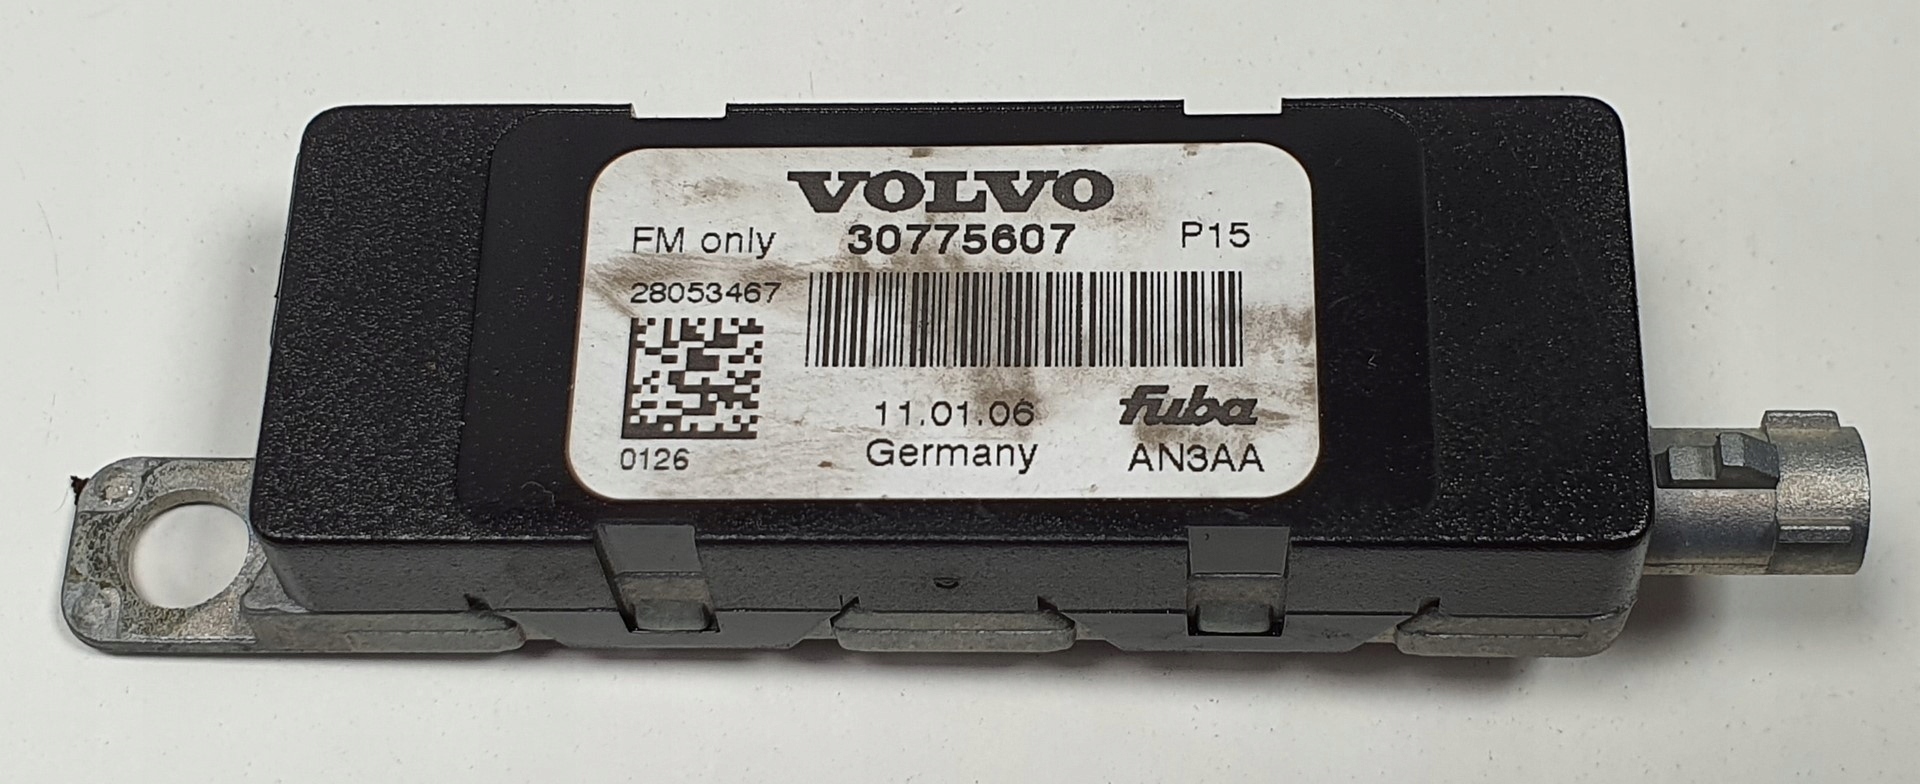 VOLVO
FM only 30775607 P15
28053467
11.01.06 fuba
0126 Germany AN3AA